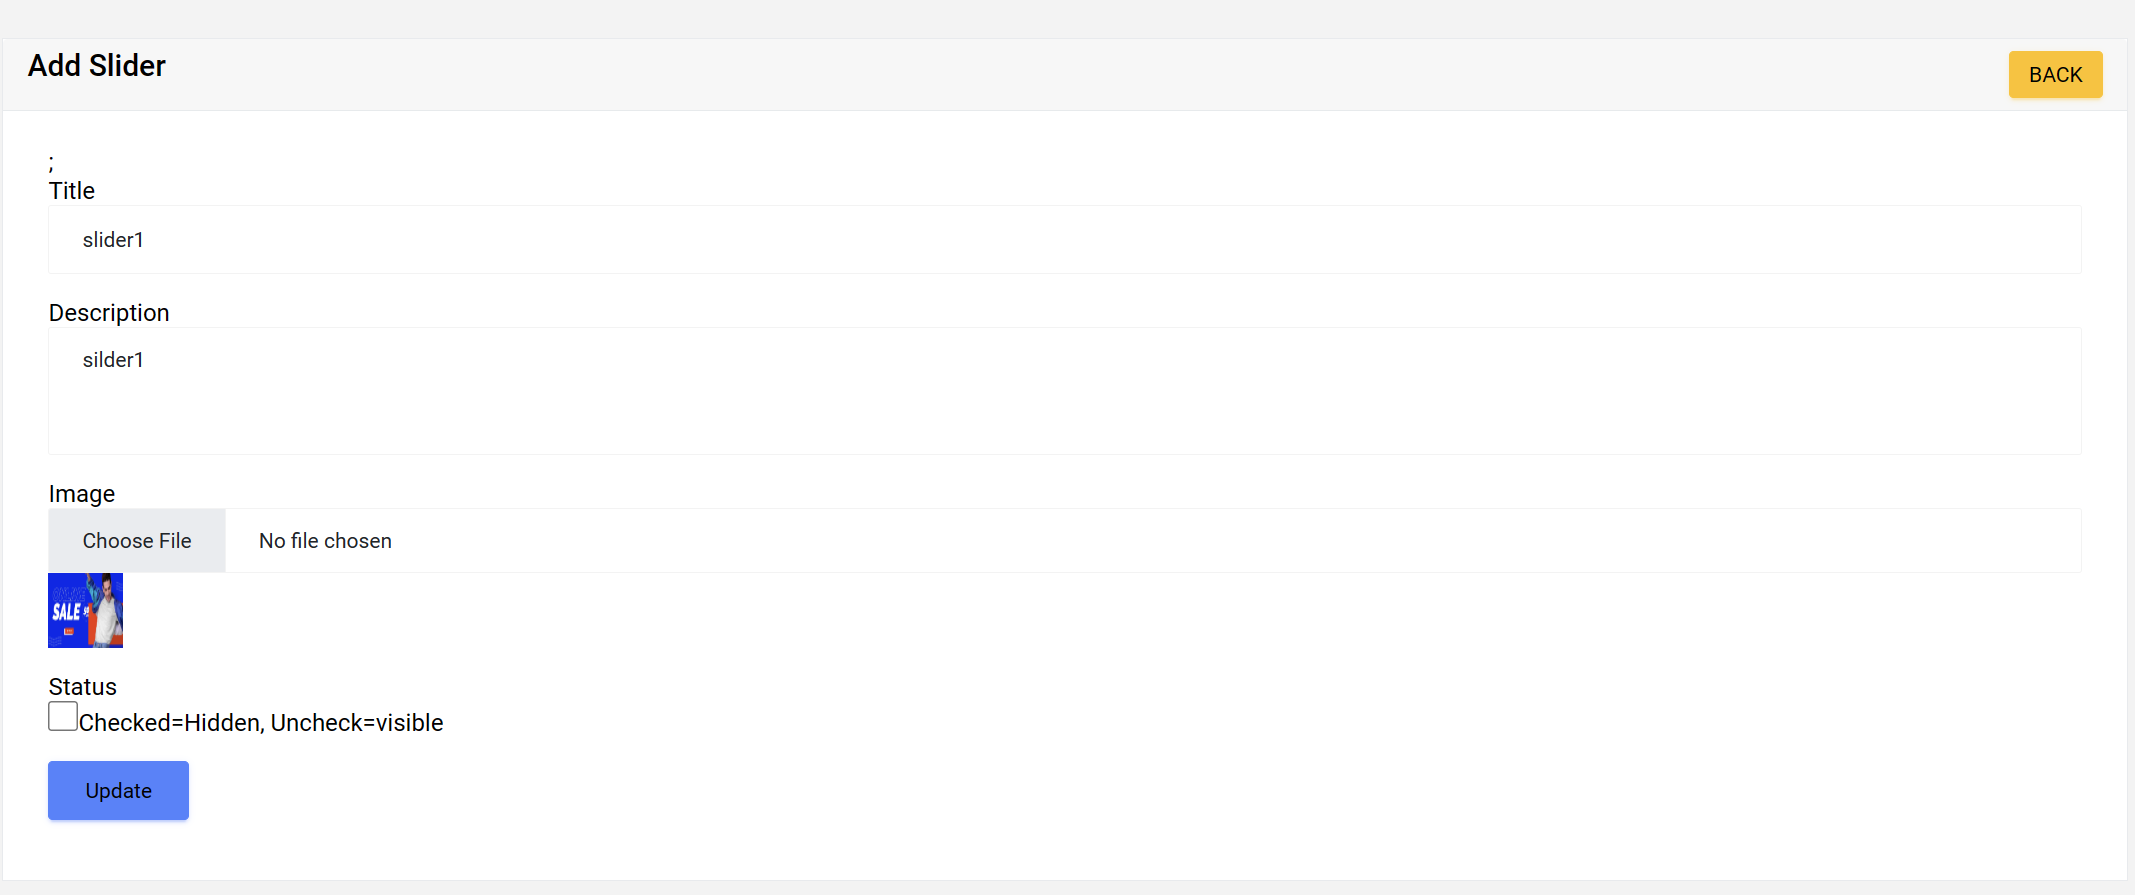 Add Slider
BACK
;
Title
slider1
Description
silder1
Image
Choose File
No file chosen
ONLINE
SALE
Status
Checked=Hidden, Uncheck=visible
Update